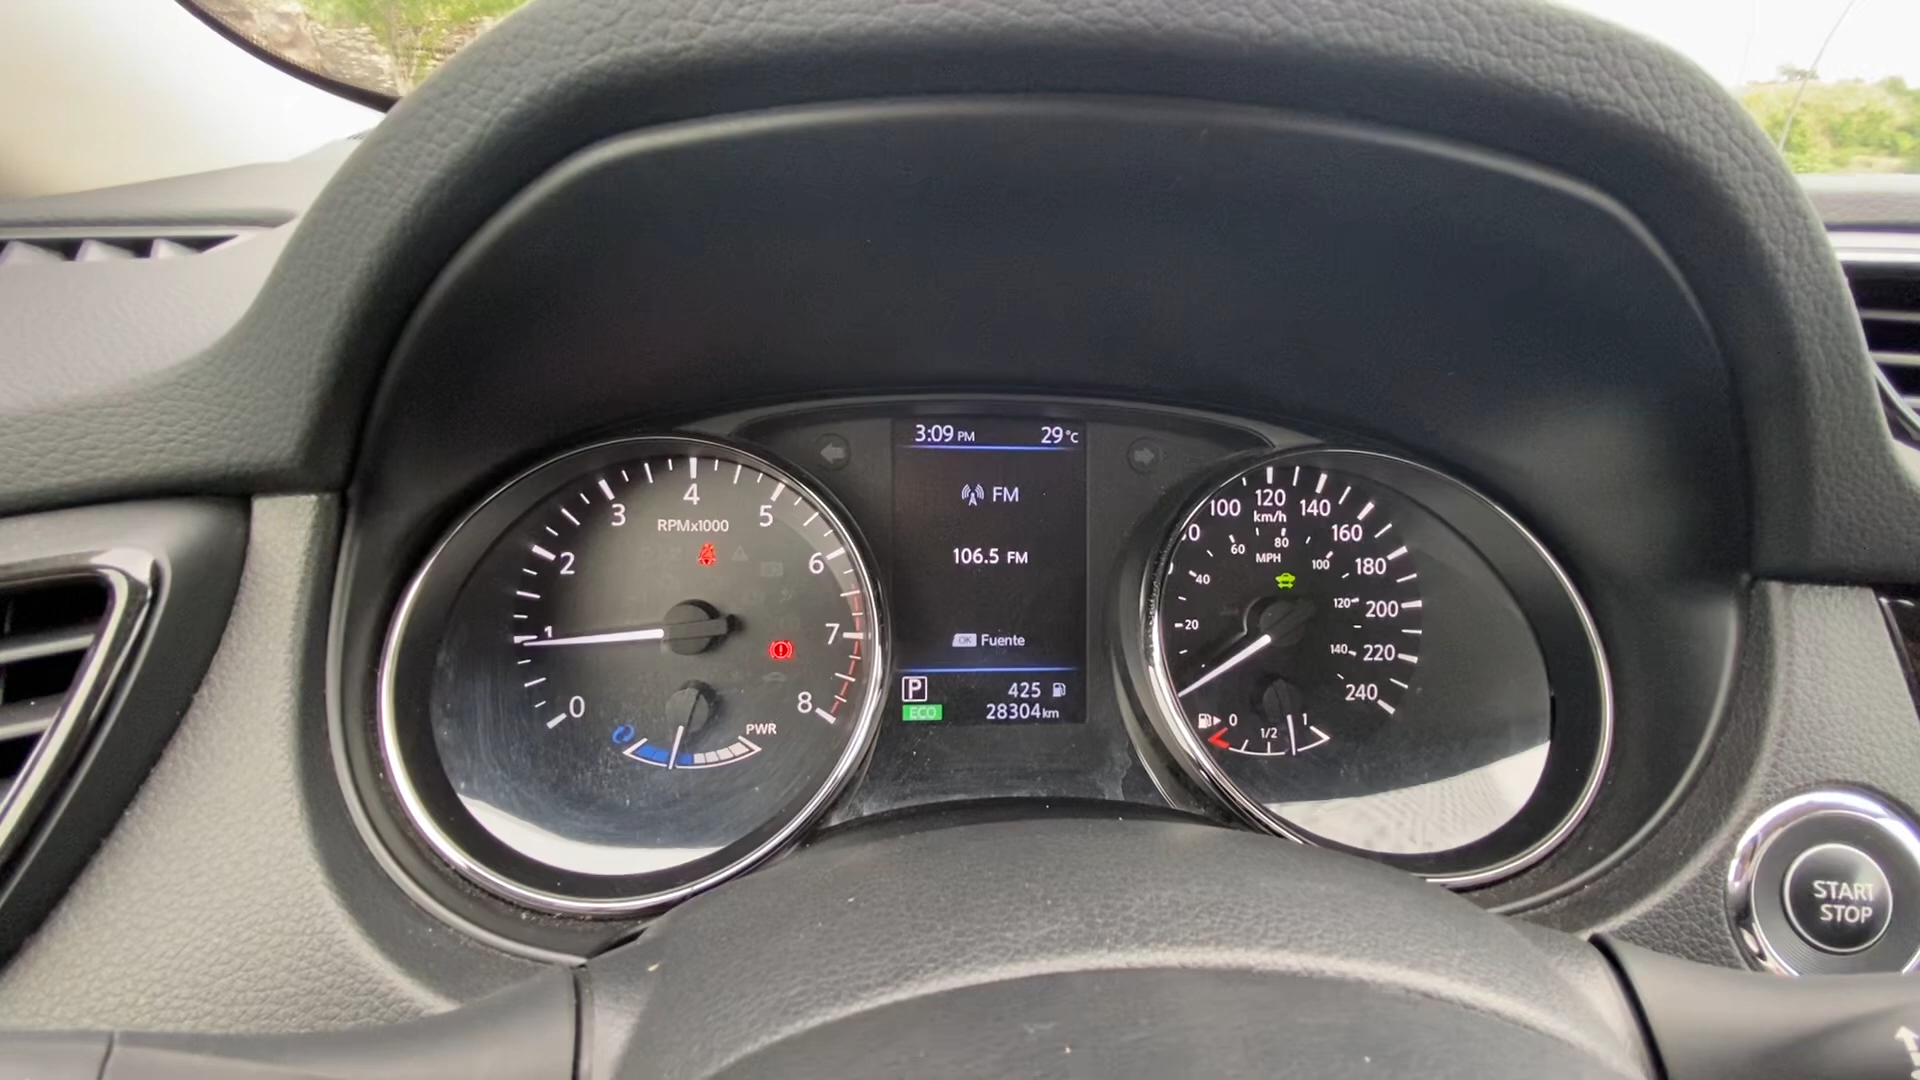 3:09 PM 29°C
FM
106.5 FM
OK Fuente
P 425
ECO 28304 km
0 1 2 3 4 5 6 7 8
RPMx1000
PWR
100 120 140 160 180 200 220 240
km/h
20 40 60 80 100 120 140
MPH
0 1/2 1
START
STOP